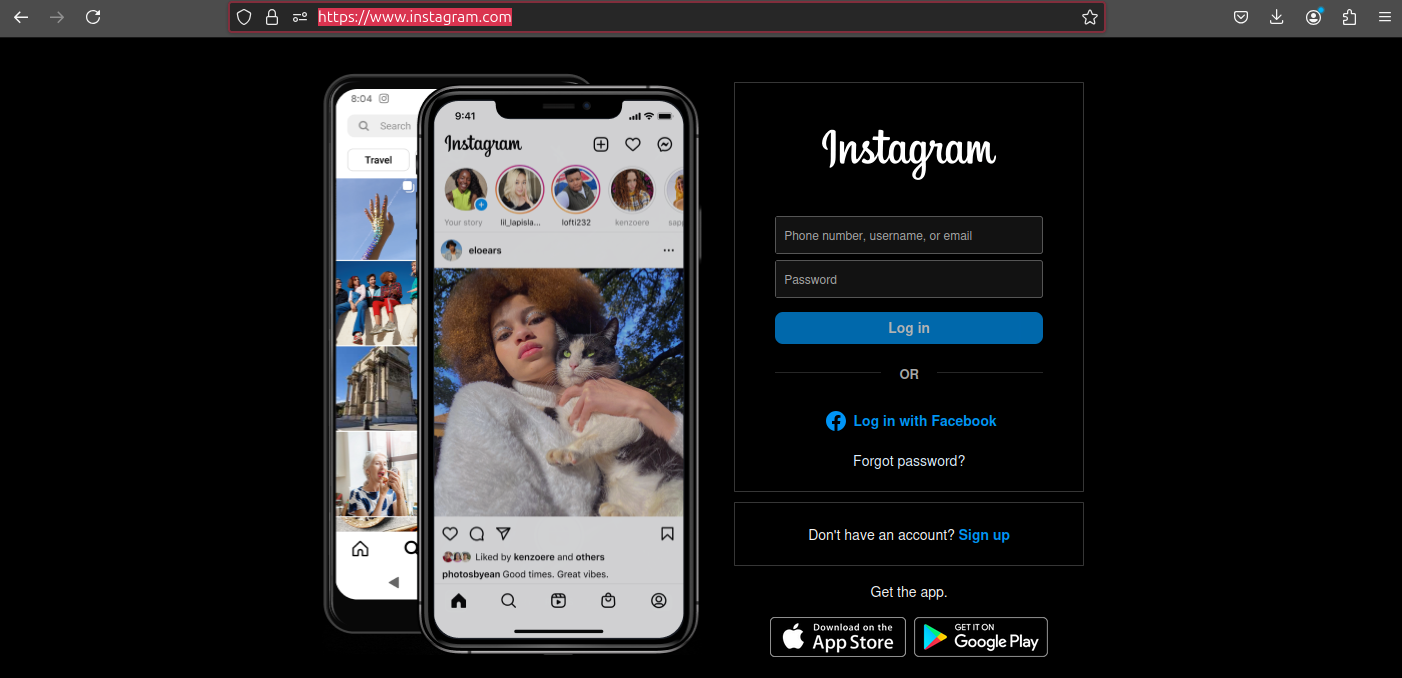 https://www.instagram.com
8:04
Search
Travel
9:41
Instagram
Your story
lil_lapisla...
lofti232
kenzoere
eloears
Liked by kenzoere and others
photosbyean Good times. Great vibes.
Instagram
Phone number, username, or email
Password
Log in
OR
Log in with Facebook
Forgot password?
Don't have an account? Sign up
Get the app.
Download on the
App Store
GET IT ON
Google Play